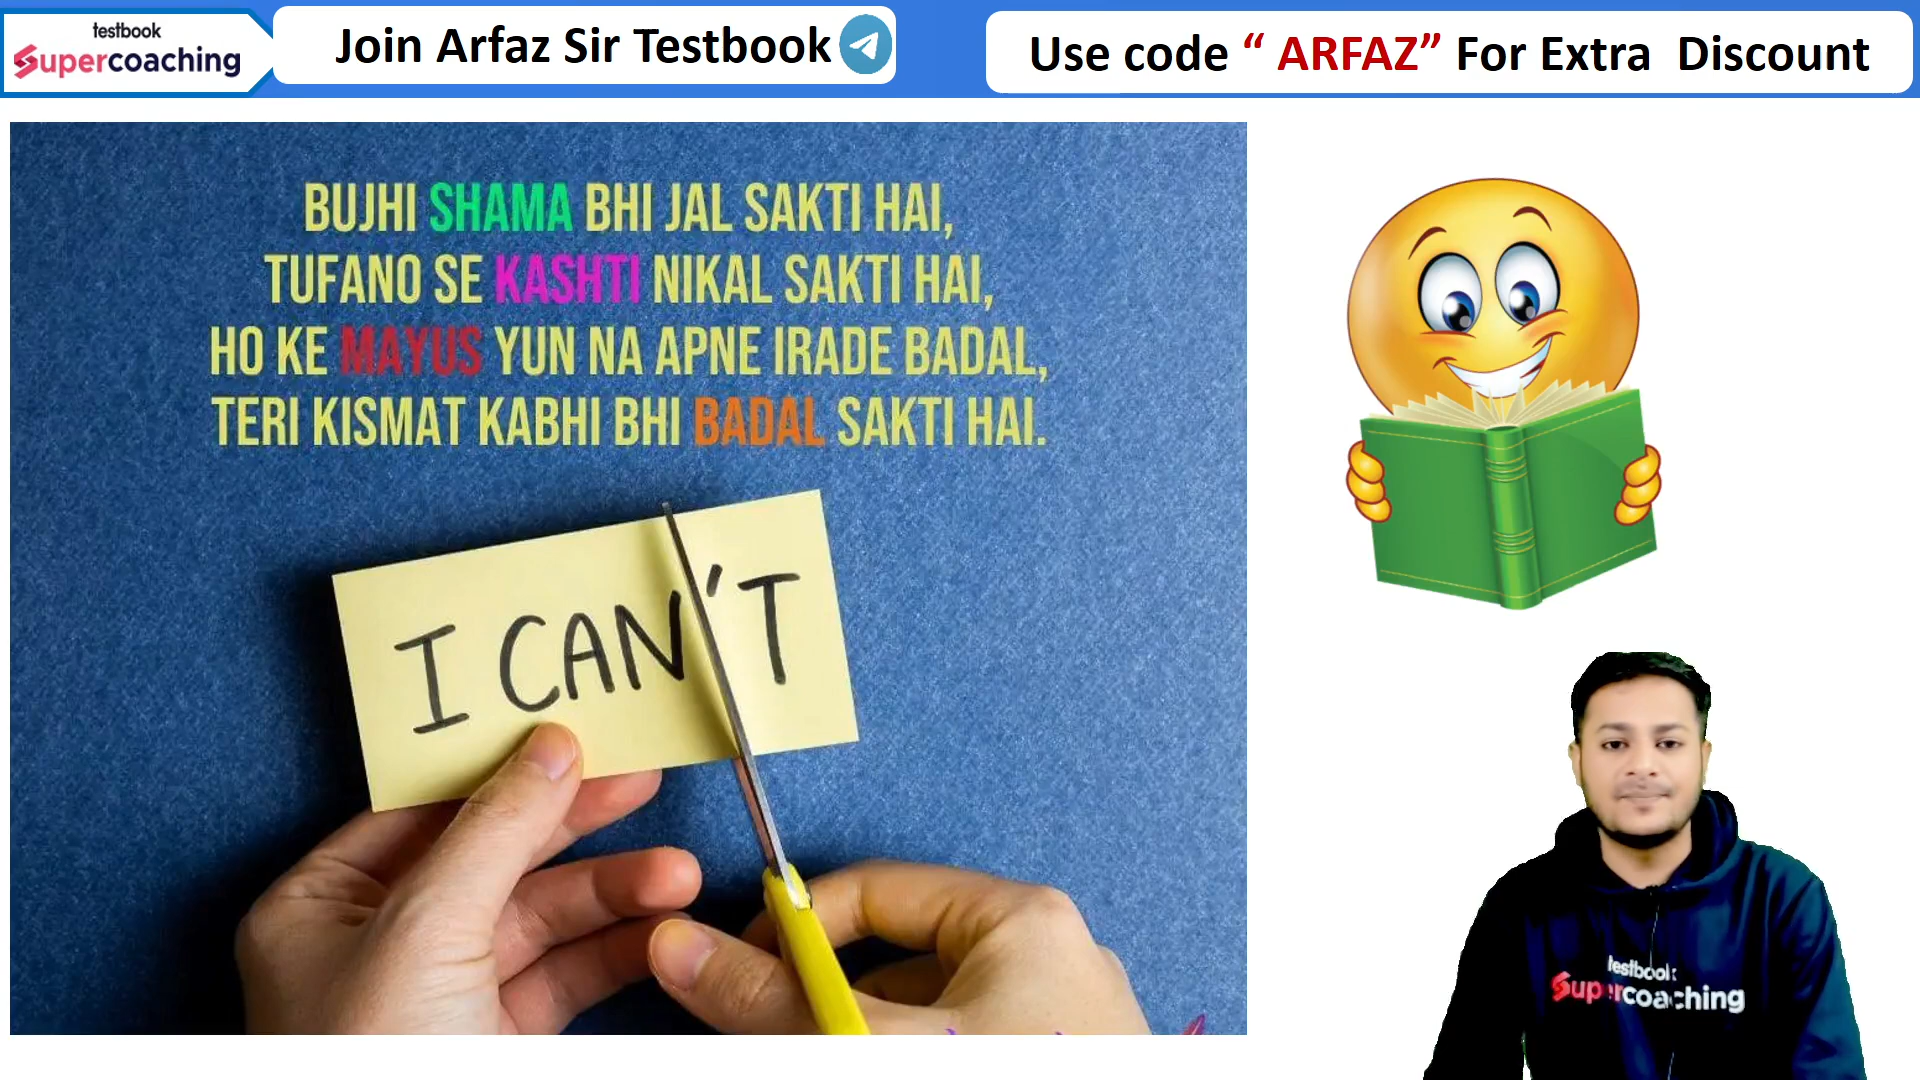 testbook
Supercoaching
Join Arfaz Sir Testbook
Use code “ ARFAZ” For Extra Discount
BUJHI SHAMA BHI JAL SAKTI HAI,
TUFANO SE KASHTI NIKAL SAKTI HAI,
HO KE MAYUS YUN NA APNE IRADE BADAL,
TERI KISMAT KABHI BHI BADAL SAKTI HAI.
I CAN'T
testbook
Supercoaching